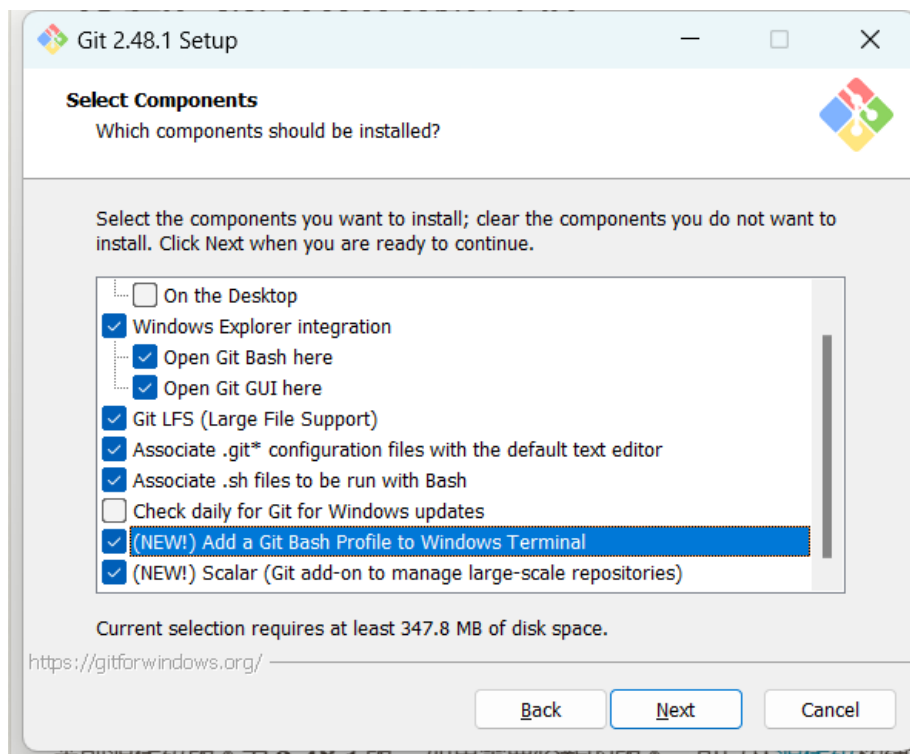 Git 2.48.1 Setup
Select Components
Which components should be installed?
Select the components you want to install; clear the components you do not want to
install. Click Next when you are ready to continue.
On the Desktop
Windows Explorer integration
Open Git Bash here
Open Git GUI here
Git LFS (Large File Support)
Associate .git* configuration files with the default text editor
Associate .sh files to be run with Bash
Check daily for Git for Windows updates
(NEW!) Add a Git Bash Profile to Windows Terminal
(NEW!) Scalar (Git add-on to manage large-scale repositories)
Current selection requires at least 347.8 MB of disk space.
https://gitforwindows.org/
Back
Next
Cancel